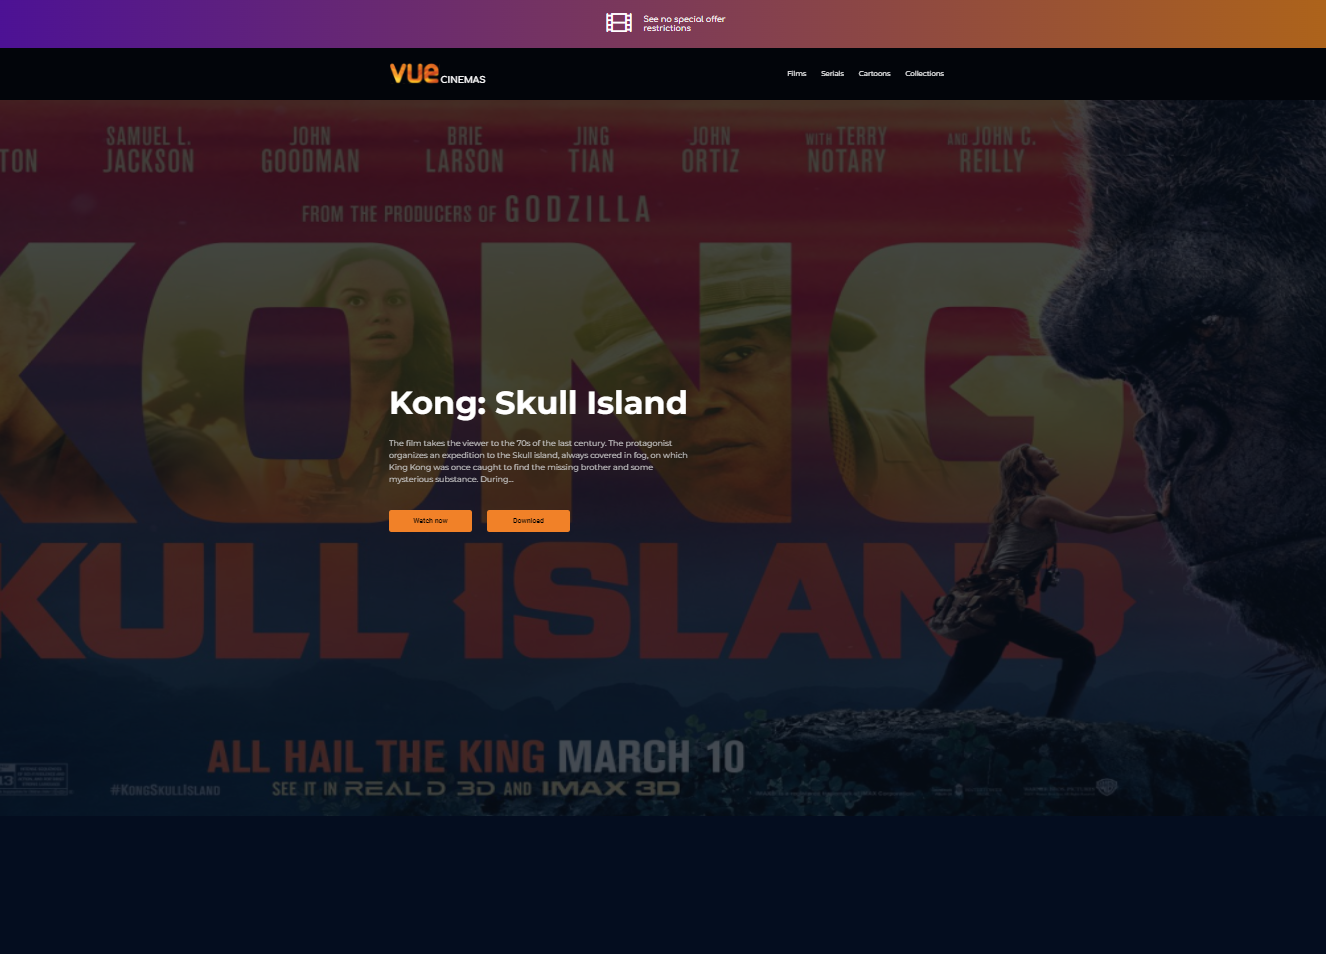 See no special offer
restrictions
vue CINEMAS
Films Serials Cartoons Collections
TON SAMUEL L. JACKSON JOHN GOODMAN BRIE LARSON JING TIAN JOHN ORTIZ WITH TERRY NOTARY AND JOHN C. REILLY
FROM THE PRODUCERS OF GODZILLA
KONG
Kong: Skull Island
The film takes the viewer to the 70s of the last century. The protagonist
organizes an expedition to the Skull island, always covered in fog, on which
King Kong was once caught to find the missing brother and some
mysterious substance. During...
Watch now Download
KULL ISLAND
ALL HAIL THE KING MARCH 10
#KONGSKULLISLAND SEE IT IN REAL D 3D AND IMAX 3D